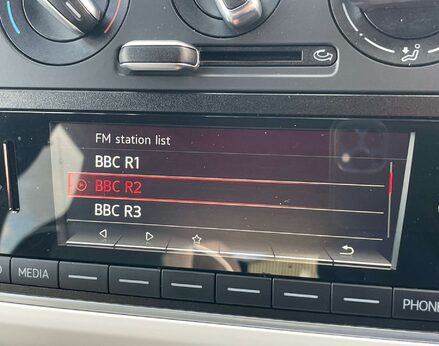 FM station list
BBC R1
BBC R2
BBC R3
MEDIA
PHONE